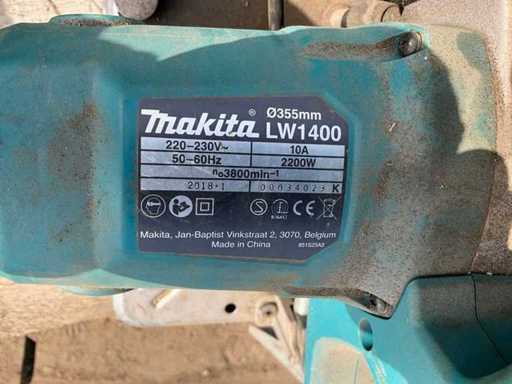 Ø355mm
makita LW1400
220-230V~ 10A
50-60Hz 2200W
n₀3800min⁻¹
2018·1 00034023 K
Makita, Jan-Baptist Vinkstraat 2, 3070, Belgium
Made in China